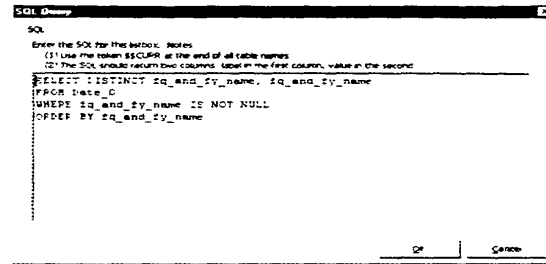 SQL Query
SQL
Enter the SQL for this listbox. Notes
(1) Use the token $$CURR at the end of all table names
(2) The SQL should return two columns, label in the first column, value in the second
SELECT DISTINCT fq_and_fy_name, fq_and_fy_name
FROM Date_0
WHERE fq_and_fy_name IS NOT NULL
ORDER BY fq_and_fy_name
OK Cancel